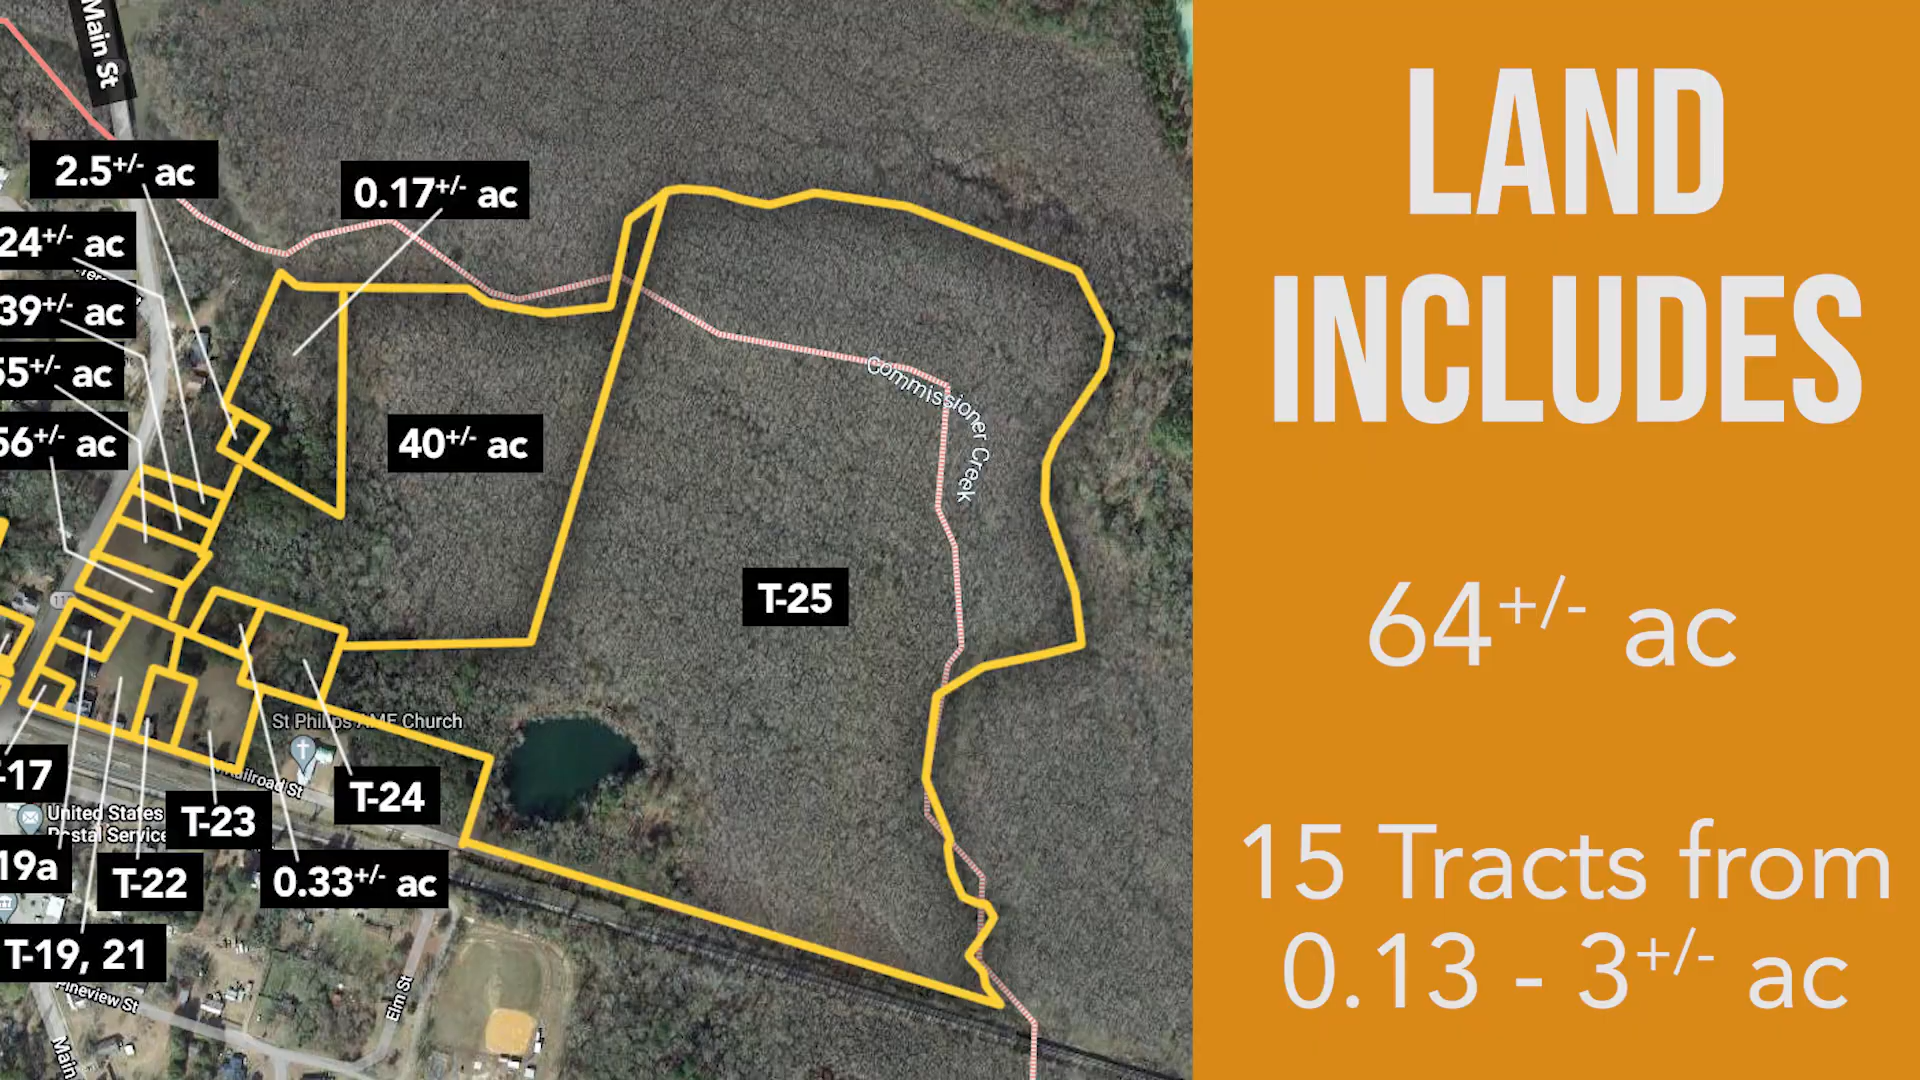 Main St
2.5+/- ac
0.17+/- ac
24+/- ac
39+/- ac
55+/- ac
40+/- ac
56+/- ac
Commissioner Creek
T-25
St Philips AME Church
-17
Railroad St
T-24
United States
Postal Service
T-23
19a
T-22
0.33+/- ac
T-19, 21
Pineview St
Elm St
Main
LAND
INCLUDES
64+/- ac
15 Tracts from
0.13 - 3+/- ac